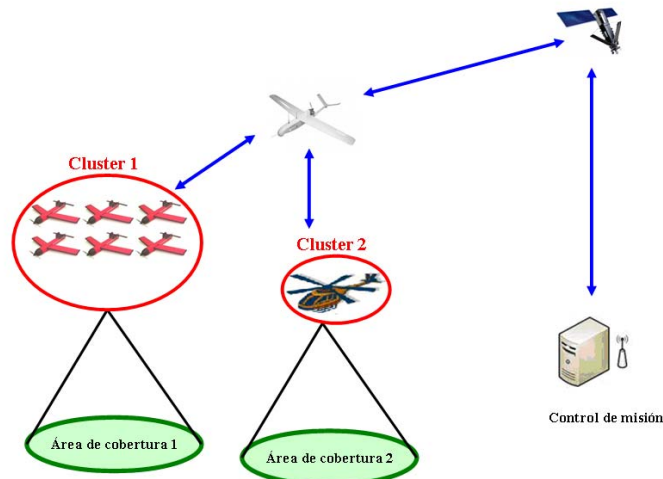 Cluster 1
Cluster 2
Control de misión
Área de cobertura 1
Área de cobertura 2